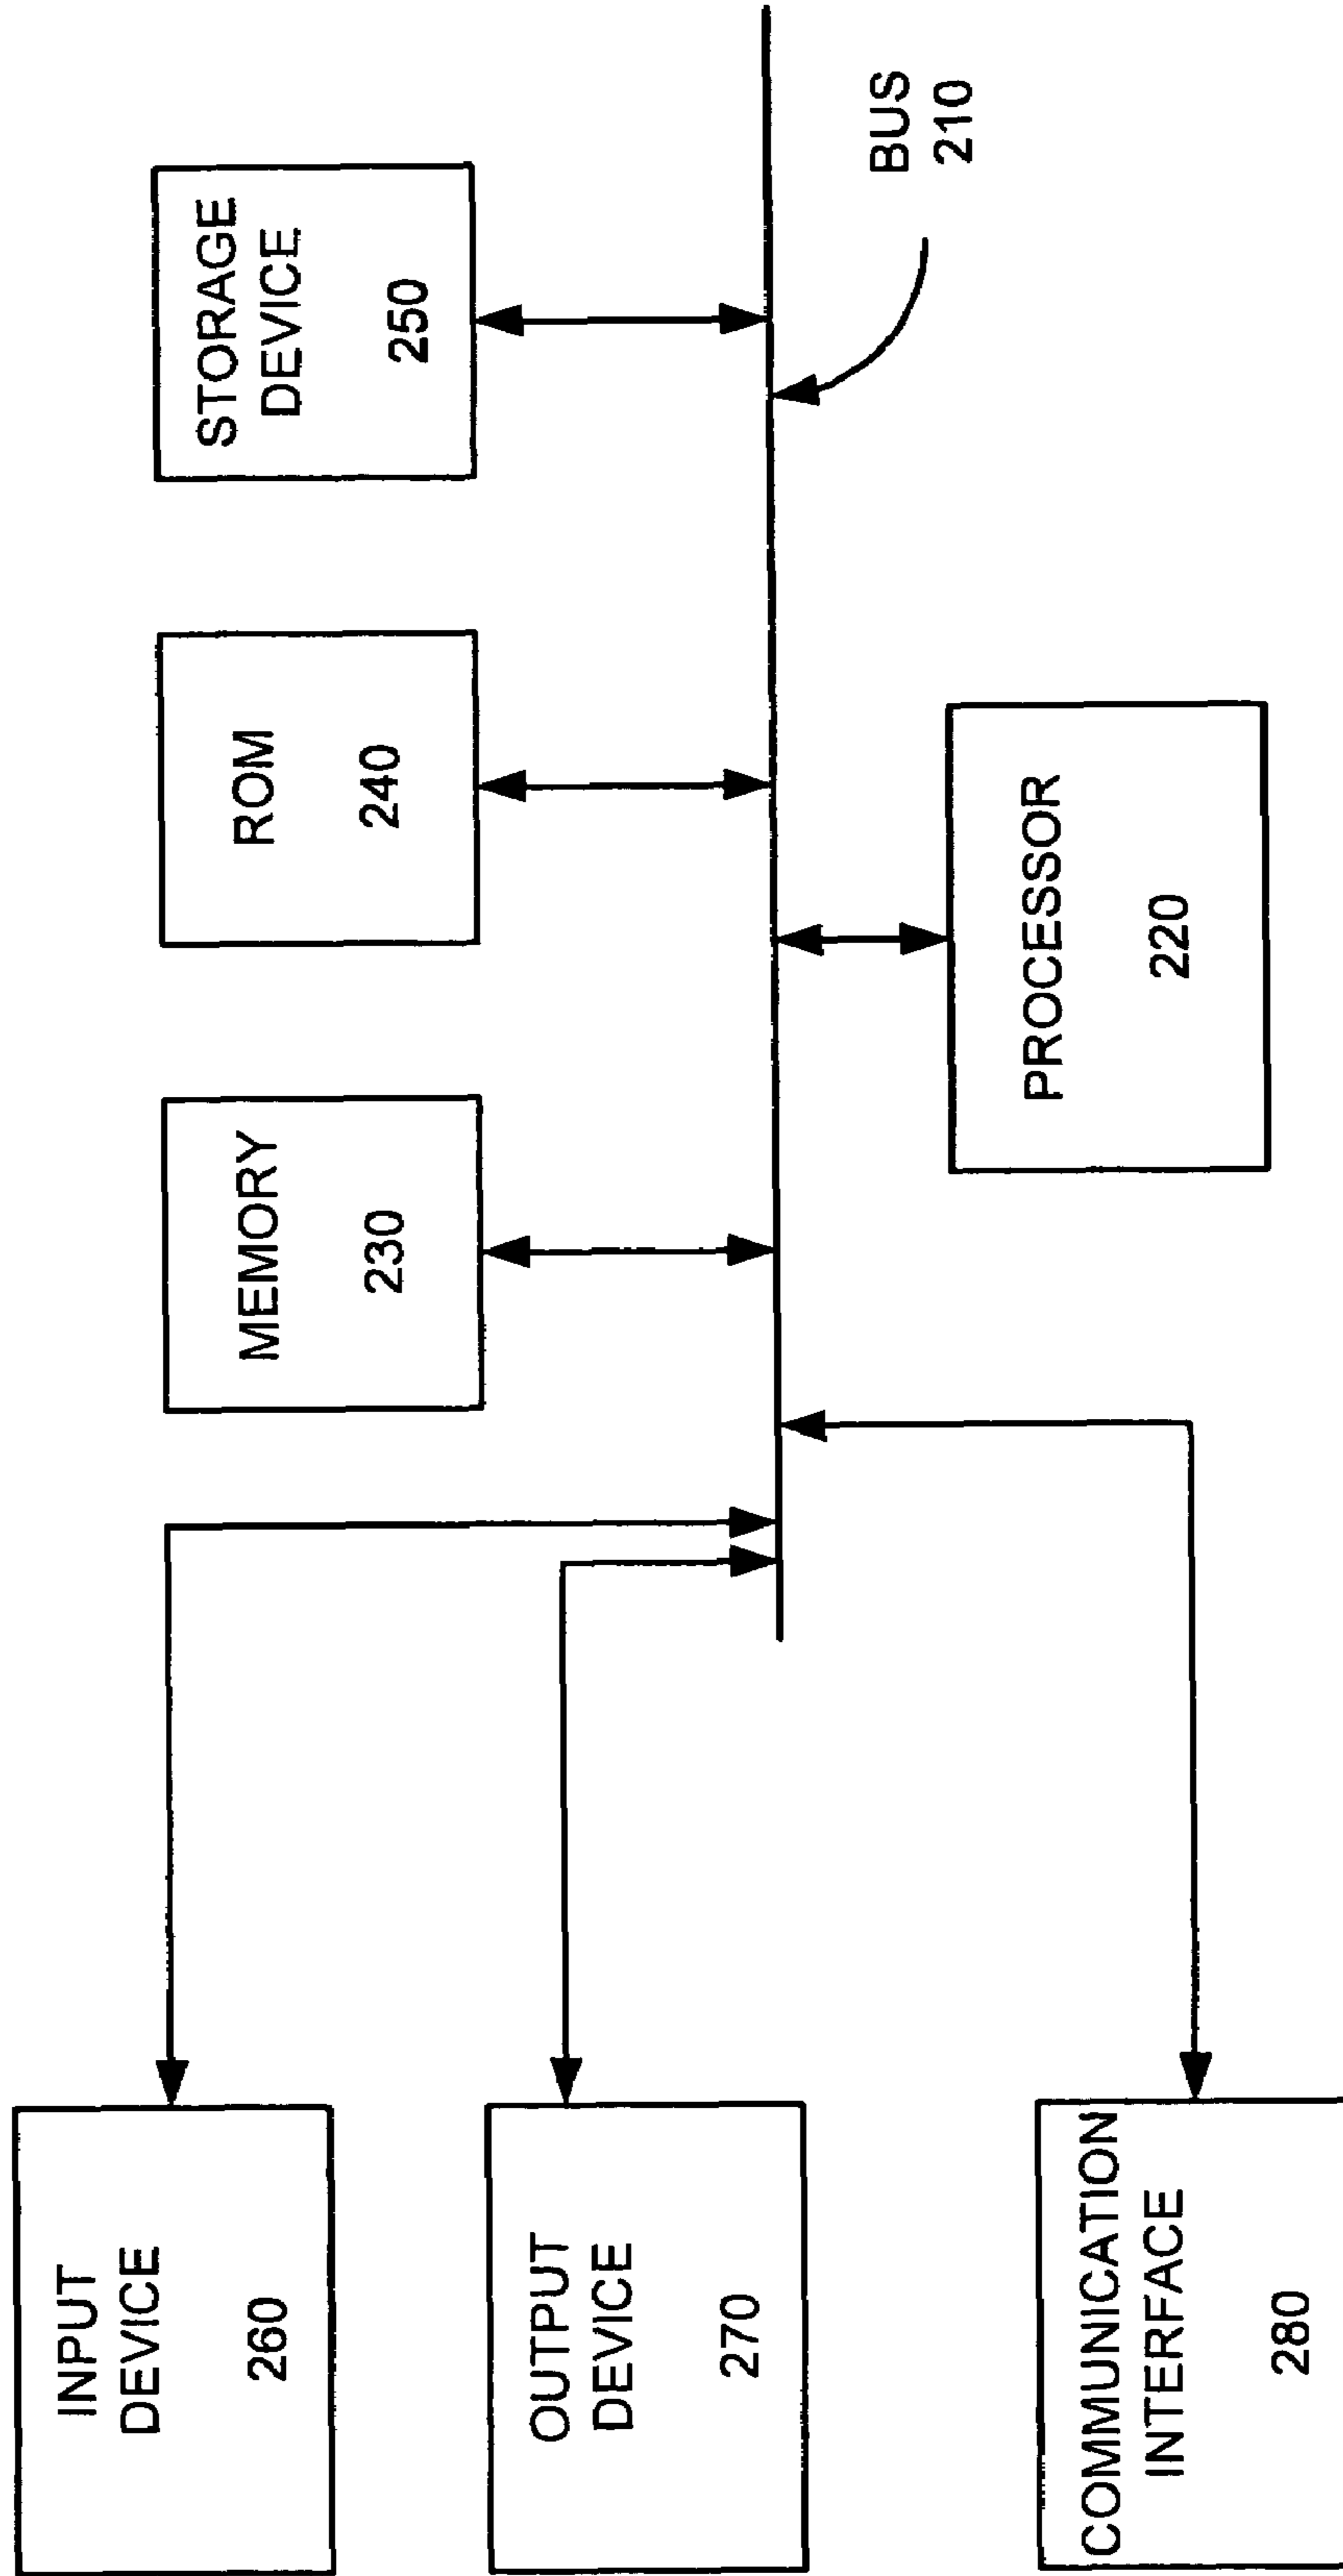 INPUT
DEVICE
260
OUTPUT
DEVICE
270
COMMUNICATION
INTERFACE
280
MEMORY
230
ROM
240
STORAGE
DEVICE
250
PROCESSOR
220
BUS
210